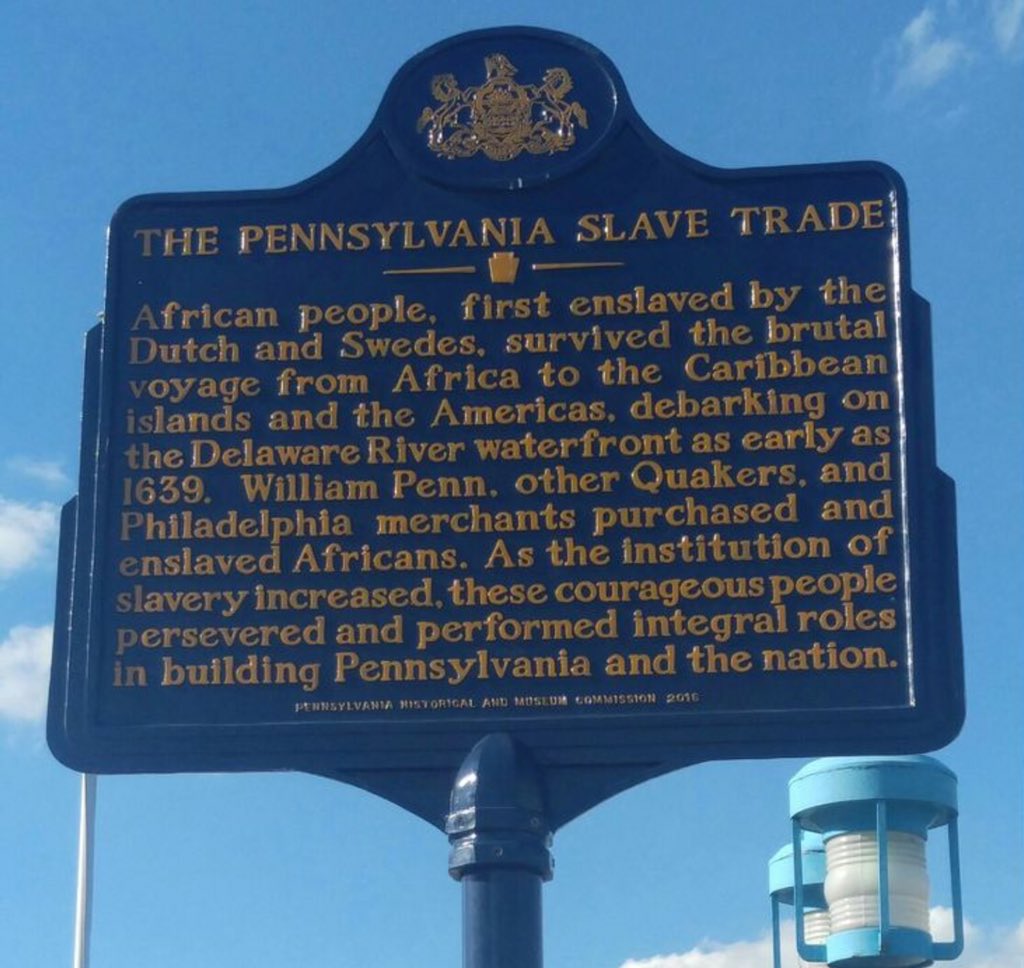 THE PENNSYLVANIA SLAVE TRADE
African people, first enslaved by the
Dutch and Swedes, survived the brutal
voyage from Africa to the Caribbean
islands and the Americas, debarking on
the Delaware River waterfront as early as
1639. William Penn, other Quakers, and
Philadelphia merchants purchased and
enslaved Africans. As the institution of
slavery increased, these courageous people
persevered and performed integral roles
in building Pennsylvania and the nation.
PENNSYLVANIA HISTORICAL AND MUSEUM COMMISSION 2016